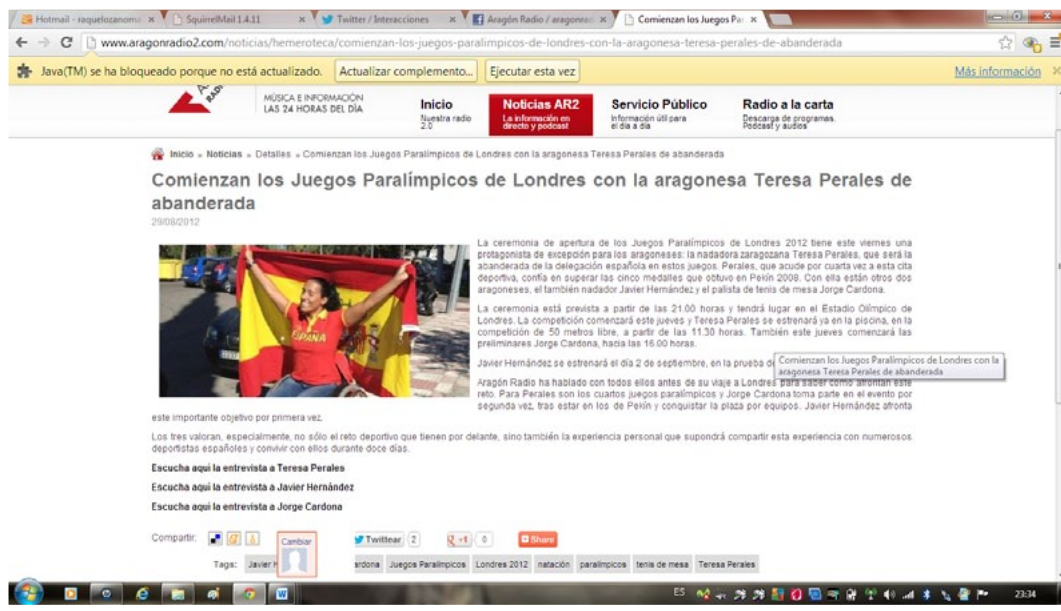 Hotmail - raquelozanoma
SquirrelMail 1.4.11
Twitter / Interacciones
Aragón Radio / aragonrad
Comienzan los Juegos Par
www.aragonradio2.com/noticias/hemeroteca/comienzan-los-juegos-paralimpicos-de-londres-con-la-aragonesa-teresa-perales-de-abanderada
Java(TM) se ha bloqueado porque no está actualizado. Actualizar complemento... Ejecutar esta vez Más información
MÚSICA E INFORMACIÓN
LAS 24 HORAS DEL DÍA
Inicio
Nuestra radio
2.0
Noticias AR2
La información en
directo y podcast
Servicio Público
Información útil para
el día a día
Radio a la carta
Descarga de programas.
Podcast y audios
Inicio » Noticias » Detalles » Comienzan los Juegos Paralímpicos de Londres con la aragonesa Teresa Perales de abanderada
Comienzan los Juegos Paralímpicos de Londres con la aragonesa Teresa Perales de
abanderada
29/08/2012
La ceremonia de apertura de los Juegos Paralímpicos de Londres 2012 tiene este viernes una
protagonista de excepción para los aragoneses: la nadadora zaragozana Teresa Perales, que será la
abanderada de la delegación española en estos juegos. Perales, que acude por cuarta vez a esta cita
deportiva, confía en superar las cinco medallas que obtuvo en Pekín 2008. Con ella están otros dos
aragoneses, el también nadador Javier Hernández y el palista de tenis de mesa Jorge Cardona.
La ceremonia está prevista a partir de las 21.00 horas y tendrá lugar en el Estadio Olímpico de
Londres. La competición comenzará este jueves y Teresa Perales se estrenará ya en la piscina, en la
competición de 50 metros libre, a partir de las 11.30 horas. También este jueves comenzará las
preliminares Jorge Cardona, hacia las 16.00 horas.
Javier Hernández se estrenará el día 2 de septiembre, en la prueba de
Comienzan los Juegos Paralímpicos de Londres con la
aragonesa Teresa Perales de abanderada
Aragón Radio ha hablado con todos ellos antes de su viaje a Londres para saber cómo afrontan este
reto. Para Perales son los cuartos juegos paralímpicos y Jorge Cardona toma parte en el evento por
segunda vez, tras estar en los de Pekín y conquistar la plaza por equipos. Javier Hernández afronta
este importante objetivo por primera vez.
Los tres valoran, especialmente, no sólo el reto deportivo que tienen por delante, sino también la experiencia personal que supondrá compartir esta experiencia con numerosos
deportistas españoles y convivir con ellos durante doce días.
Escucha aquí la entrevista a Teresa Perales
Escucha aquí la entrevista a Javier Hernández
Escucha aquí la entrevista a Jorge Cardona
Compartir: Cambiar Twittear 2 +1 0 Share
Tags: Javier H ardona Juegos Paralímpicos Londres 2012 natación paralímpicos tenis de mesa Teresa Perales
ESPAÑA
ES 23:34